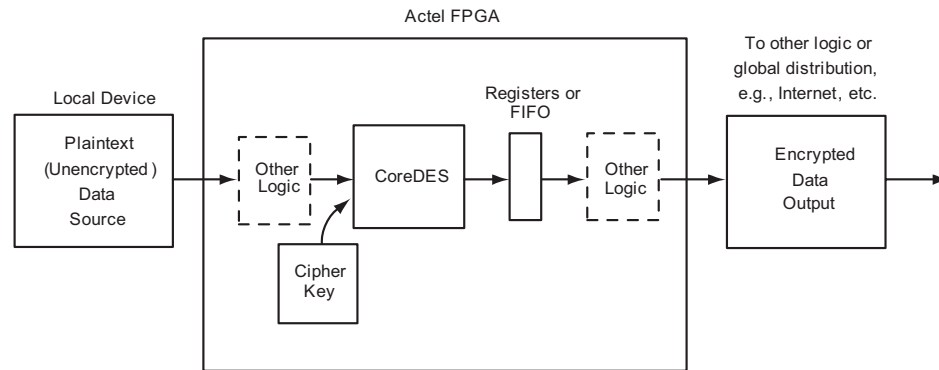 Actel FPGA
Local Device
Plaintext
(Unencrypted)
Data
Source
Other
Logic
Cipher
Key
CoreDES
Registers or
FIFO
Other
Logic
To other logic or
global distribution,
e.g., Internet, etc.
Encrypted
Data
Output